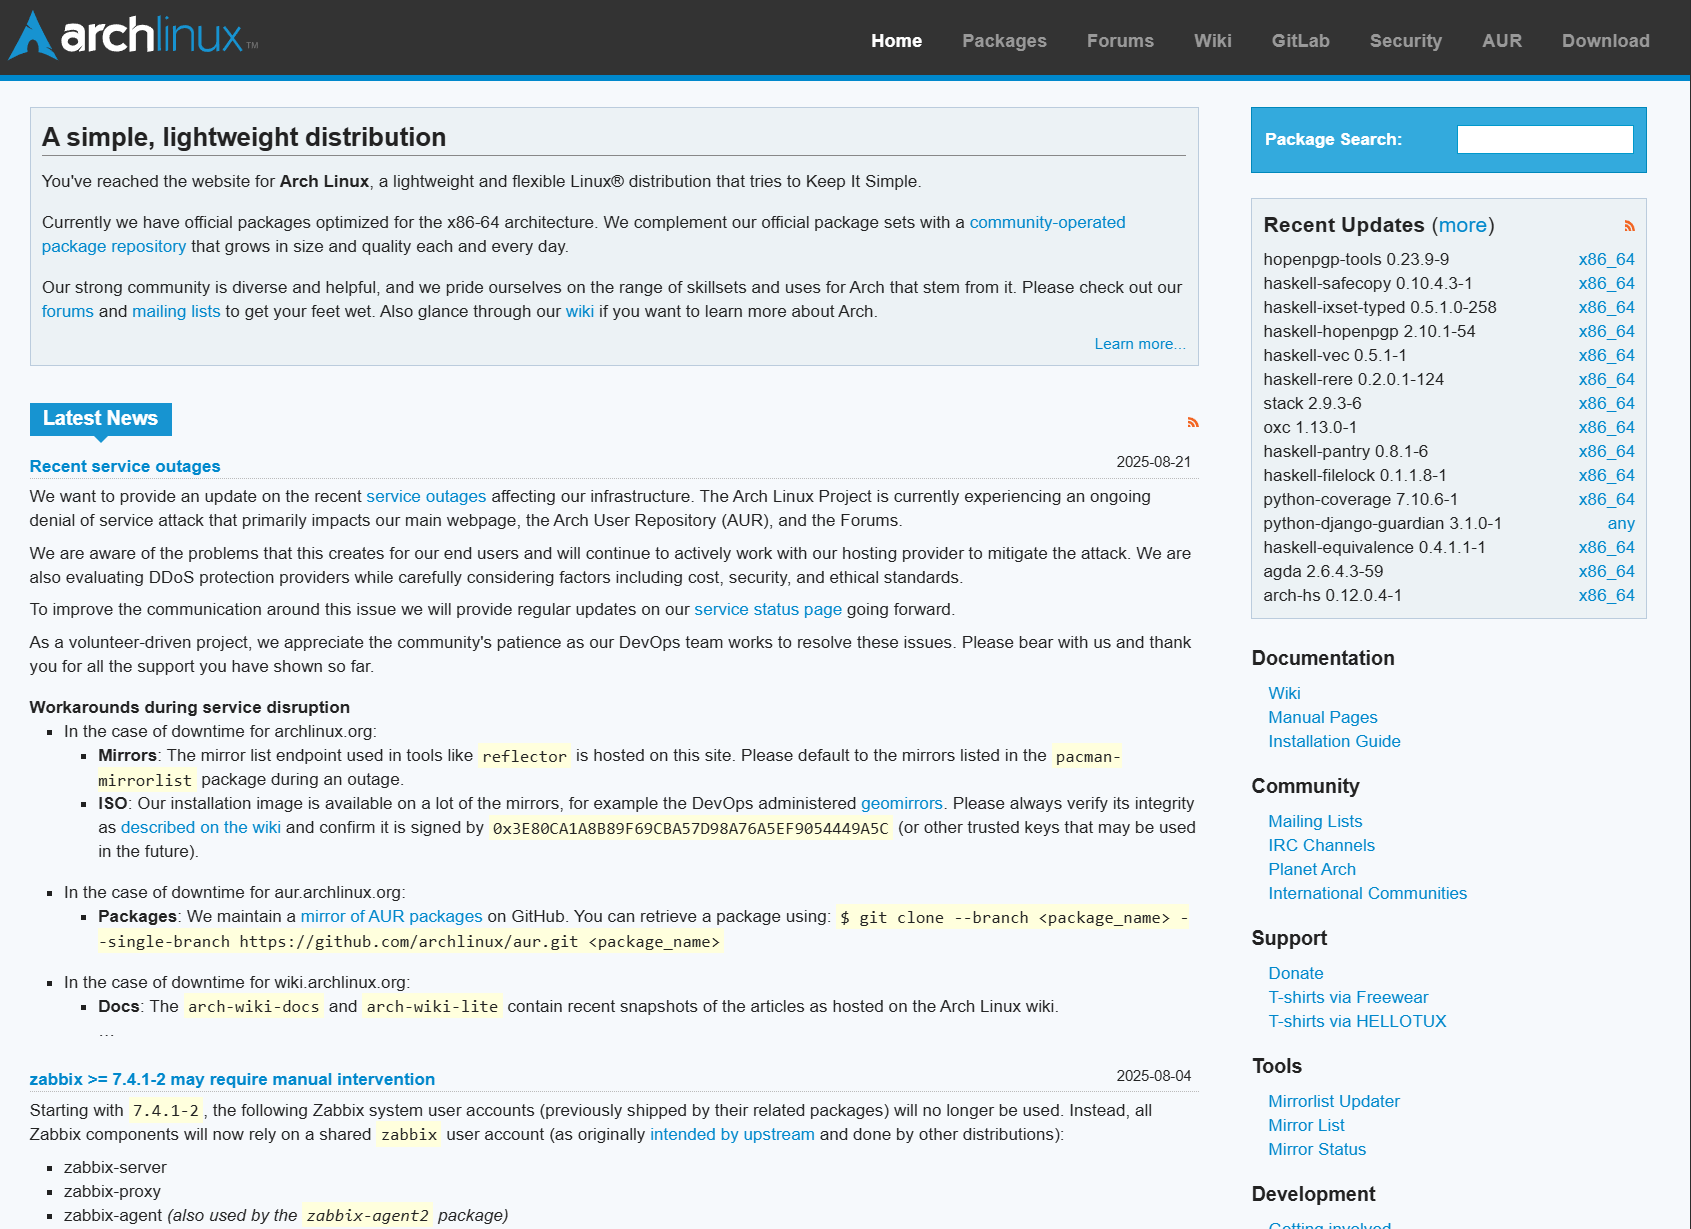 archlinux™
Home Packages Forums Wiki GitLab Security AUR Download
A simple, lightweight distribution
You've reached the website for Arch Linux, a lightweight and flexible Linux® distribution that tries to Keep It Simple.
Currently we have official packages optimized for the x86-64 architecture. We complement our official package sets with a community-operated
package repository that grows in size and quality each and every day.
Our strong community is diverse and helpful, and we pride ourselves on the range of skillsets and uses for Arch that stem from it. Please check out our
forums and mailing lists to get your feet wet. Also glance through our wiki if you want to learn more about Arch.
Learn more...
Latest News
Recent service outages 2025-08-21
We want to provide an update on the recent service outages affecting our infrastructure. The Arch Linux Project is currently experiencing an ongoing
denial of service attack that primarily impacts our main webpage, the Arch User Repository (AUR), and the Forums.
We are aware of the problems that this creates for our end users and will continue to actively work with our hosting provider to mitigate the attack. We are
also evaluating DDoS protection providers while carefully considering factors including cost, security, and ethical standards.
To improve the communication around this issue we will provide regular updates on our service status page going forward.
As a volunteer-driven project, we appreciate the community's patience as our DevOps team works to resolve these issues. Please bear with us and thank
you for all the support you have shown so far.
Workarounds during service disruption
▪ In the case of downtime for archlinux.org:
▪ Mirrors: The mirror list endpoint used in tools like reflector is hosted on this site. Please default to the mirrors listed in the pacman-
mirrorlist package during an outage.
▪ ISO: Our installation image is available on a lot of the mirrors, for example the DevOps administered geomirrors. Please always verify its integrity
as described on the wiki and confirm it is signed by 0x3E80CA1A8B89F69CBA57D98A76A5EF9054449A5C (or other trusted keys that may be used
in the future).
▪ In the case of downtime for aur.archlinux.org:
▪ Packages: We maintain a mirror of AUR packages on GitHub. You can retrieve a package using: $ git clone --branch <package_name> -
-single-branch https://github.com/archlinux/aur.git <package_name>
▪ In the case of downtime for wiki.archlinux.org:
▪ Docs: The arch-wiki-docs and arch-wiki-lite contain recent snapshots of the articles as hosted on the Arch Linux wiki.
…
zabbix >= 7.4.1-2 may require manual intervention 2025-08-04
Starting with 7.4.1-2, the following Zabbix system user accounts (previously shipped by their related packages) will no longer be used. Instead, all
Zabbix components will now rely on a shared zabbix user account (as originally intended by upstream and done by other distributions):
▪ zabbix-server
▪ zabbix-proxy
▪ zabbix-agent (also used by the zabbix-agent2 package)
Package Search:
Recent Updates (more)
hopenpgp-tools 0.23.9-9 x86_64
haskell-safecopy 0.10.4.3-1 x86_64
haskell-ixset-typed 0.5.1.0-258 x86_64
haskell-hopenpgp 2.10.1-54 x86_64
haskell-vec 0.5.1-1 x86_64
haskell-rere 0.2.0.1-124 x86_64
stack 2.9.3-6 x86_64
oxc 1.13.0-1 x86_64
haskell-pantry 0.8.1-6 x86_64
haskell-filelock 0.1.1.8-1 x86_64
python-coverage 7.10.6-1 x86_64
python-django-guardian 3.1.0-1 any
haskell-equivalence 0.4.1.1-1 x86_64
agda 2.6.4.3-59 x86_64
arch-hs 0.12.0.4-1 x86_64
Documentation
Wiki
Manual Pages
Installation Guide
Community
Mailing Lists
IRC Channels
Planet Arch
International Communities
Support
Donate
T-shirts via Freewear
T-shirts via HELLOTUX
Tools
Mirrorlist Updater
Mirror List
Mirror Status
Development
Getting involved